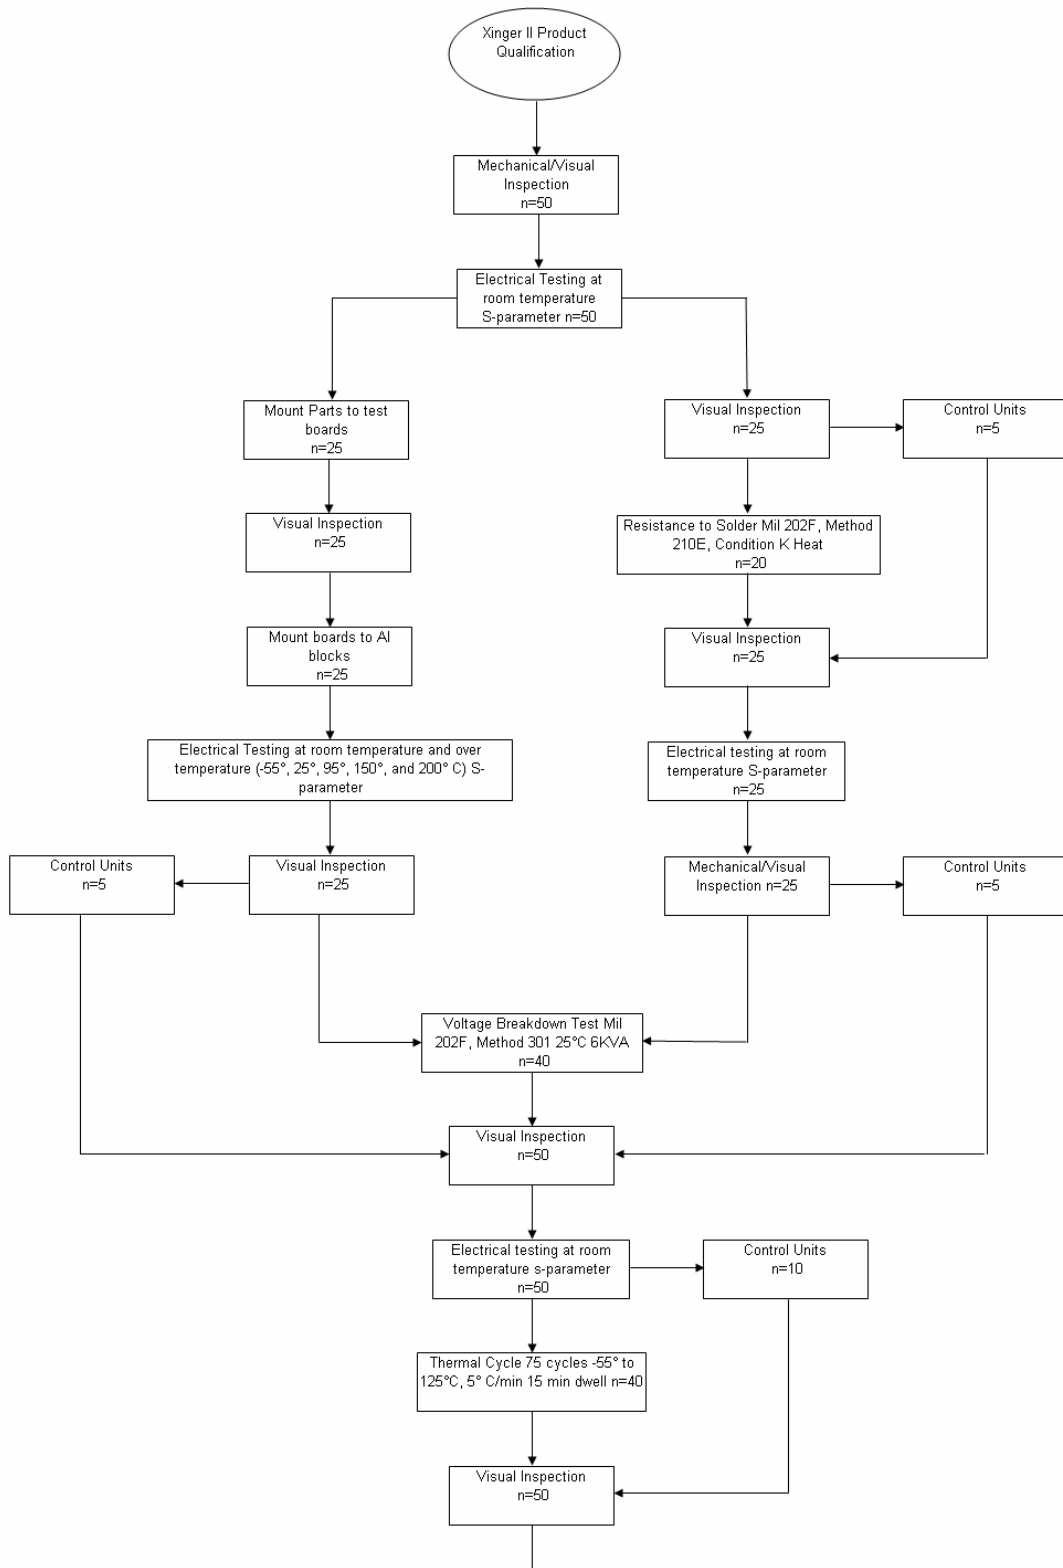 Xinger II Product
Qualification
Mechanical/Visual
Inspection
n=50
Electrical Testing at
room temperature
S-parameter n=50
Mount Parts to test
boards
n=25
Visual Inspection
n=25
Control Units
n=5
Visual Inspection
n=25
Resistance to Solder Mil 202F, Method
210E, Condition K Heat
n=20
Mount boards to Al
blocks
n=25
Visual Inspection
n=25
Electrical Testing at room temperature and over
temperature (-55°, 25°, 95°, 150°, and 200° C) S-
parameter
Electrical testing at room
temperature S-parameter
n=25
Control Units
n=5
Visual Inspection
n=25
Mechanical/Visual
Inspection n=25
Control Units
n=5
Voltage Breakdown Test Mil
202F, Method 301 25°C 6KVA
n=40
Visual Inspection
n=50
Electrical testing at room
temperature s-parameter
n=50
Control Units
n=10
Thermal Cycle 75 cycles -55° to
125°C, 5° C/min 15 min dwell n=40
Visual Inspection
n=50